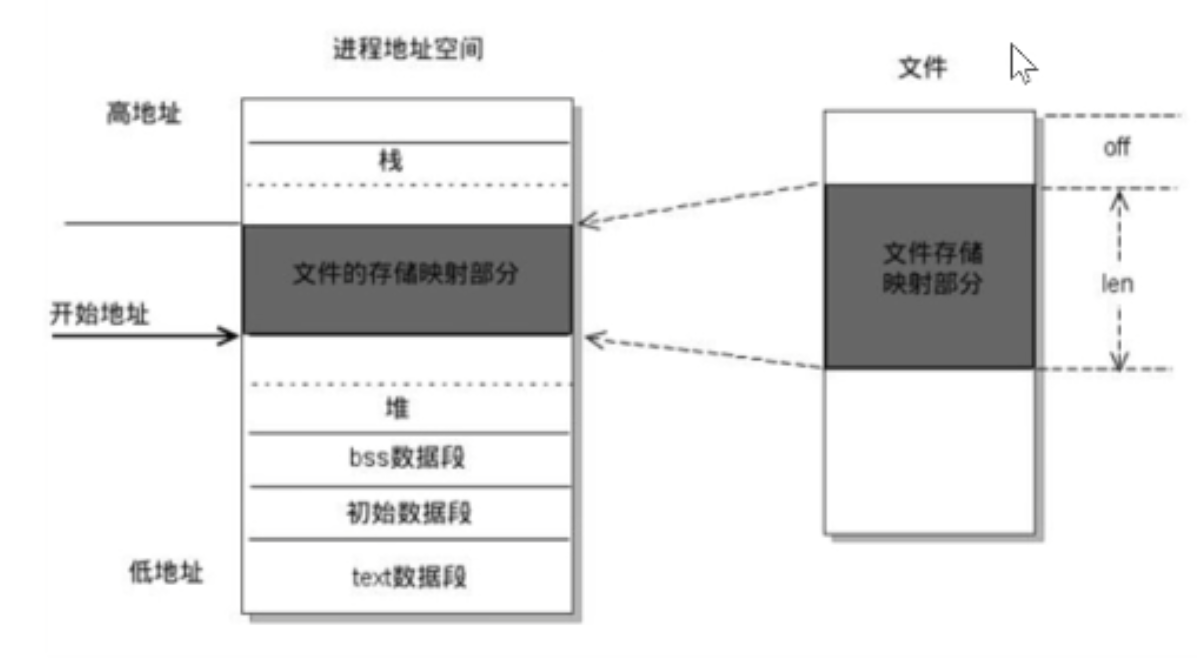 进程地址空间
文件
高地址
栈
off
文件的存储映射部分
文件存储
映射部分
len
开始地址
堆
bss数据段
初始数据段
低地址
text数据段